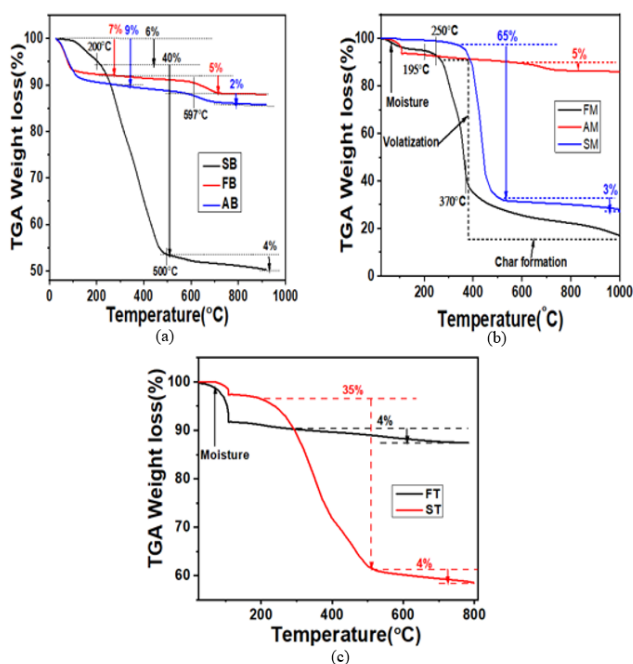 (a)
TGA Weight loss(%)
100
90
80
70
60
50
7%
9%
6%
200°C
40%
5%
2%
597°C
SB
FB
AB
500°C
4%
0
200
400
600
800
1000
Temperature(°C)
(a)
(b)
TGA Weight loss(%)
100
80
60
40
20
0
250°C
65%
5%
195°C
Moisture
FM
AM
SM
Volatization
370°C
3%
Char formation
0
200
400
600
800
1000
Temperature(°C)
(b)
TGA Weight loss(%)
100
90
80
70
60
35%
4%
Moisture
FT
ST
4%
200
400
600
800
Temperature(°C)
(c)